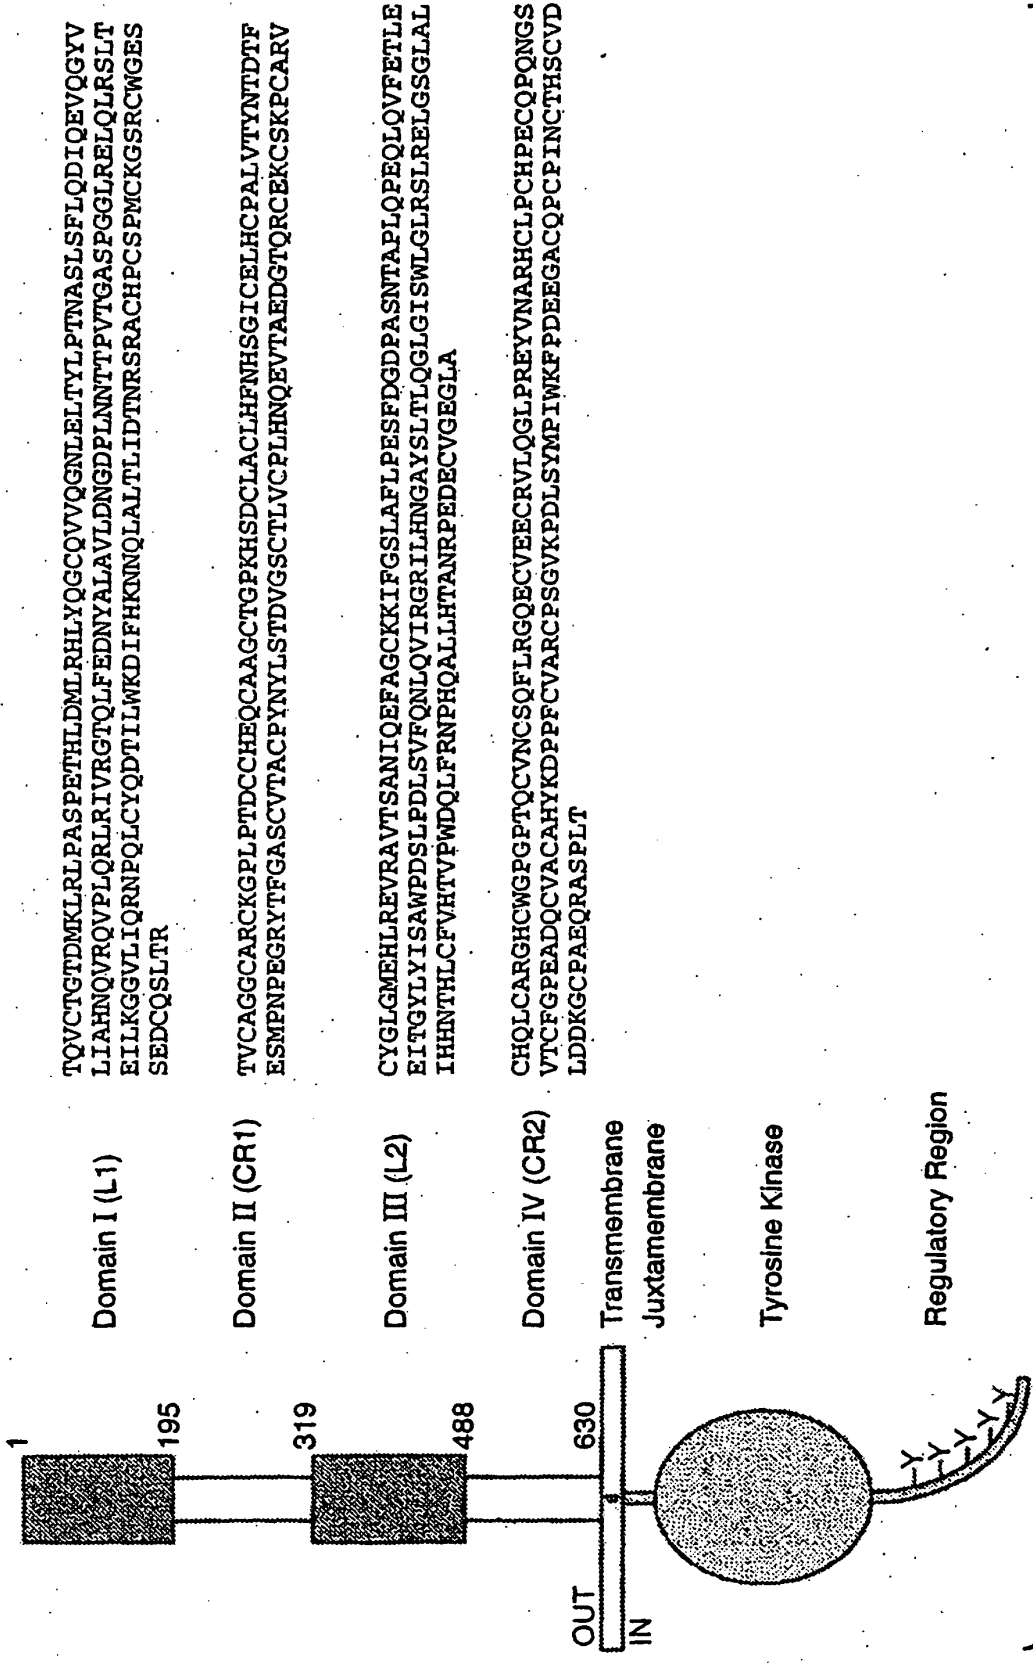 1
195
319
488
630
OUT
IN
Domain I (L1)
TQVCTGTDMKLRLPASPETHLDMLRHLYQGCQVVQGNLELTYLPTNASLSFLQDIQEVQGYV
LIAHNQVRQVPLQRLRIVRGTQLFEDNYALAVLDNGDPLNNTTPVTGASPGGLRELQLRSLT
EILKGGVLIQRNPQLCYQDTILWKDIFHKNNQLALTLIDTNRSRACHPCSPMCKGSRCWGES
SEDCQSLTR
Domain II (CR1)
TVCAGGCARCKGPLPTDCCHEQCAAGCTGPKHSDCLACLHFNHSGICELHCPALVTYNTDTF
ESMPNPEGRYTFGASCVTACPYNYLSTDVGSCTLVCPLHNQEVTAEDGTQRCEKCSKPCARV
Domain III (L2)
CYGLGMEHLREVRAVTSANIQEFAGCKKIFGSLAFLPESFDGDPASNTAPLQPEQLQVFETLE
EITGYLYISAWPDSLPDLSVFQNLQVIRGRILHNGAYSLTLQGLGISWLGLRSLRELGSGLAL
IHHNTHLCFVHTVPWDQLFRNPHQALLHTANRPEDECVGEGLA
Domain IV (CR2)
CHQLCARGHCWGPGPTQCVNCSQFLRGQECVEECRVLQGLPREYVNARHCLPCHPECQPQNGS
VTCFGPEADQCVACAHYKDPPFCVARCPSGVKPDLSYMPIWKFPDEEGACQPCPINCTHSCVD
LDDKGCPAEQRASPLT
Transmembrane
Juxtamembrane
Tyrosine Kinase
Regulatory Region
Y
Y
Y
Y
Y